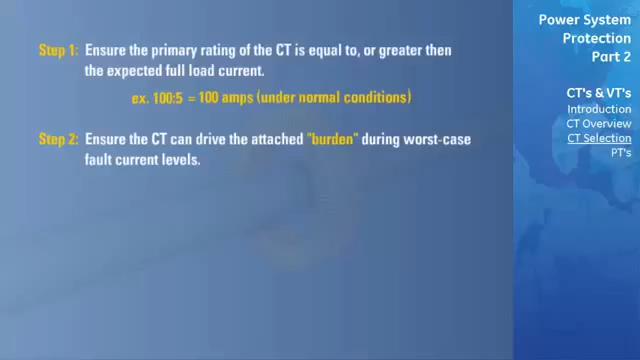 Step 1: Ensure the primary rating of the CT is equal to, or greater then
the expected full load current.
ex. 100:5 = 100 amps (under normal conditions)
Step 2: Ensure the CT can drive the attached "burden" during worst-case
fault current levels.
Power System
Protection
Part 2
CT's & VT's
Introduction
CT Overview
CT Selection
PT's